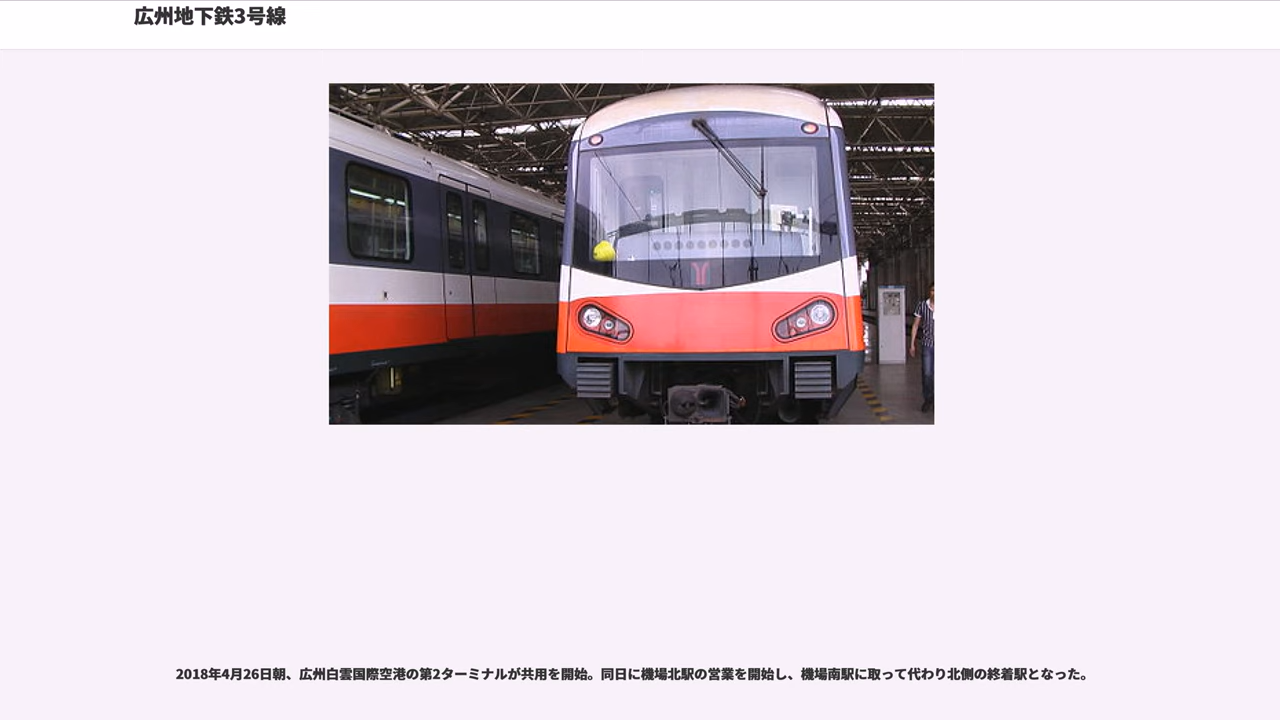 広州地下鉄3号線
2018年4月26日朝、広州白雲国際空港の第2ターミナルが共用を開始。同日に機場北駅の営業を開始し、機場南駅に取って代わり北側の終着駅となった。